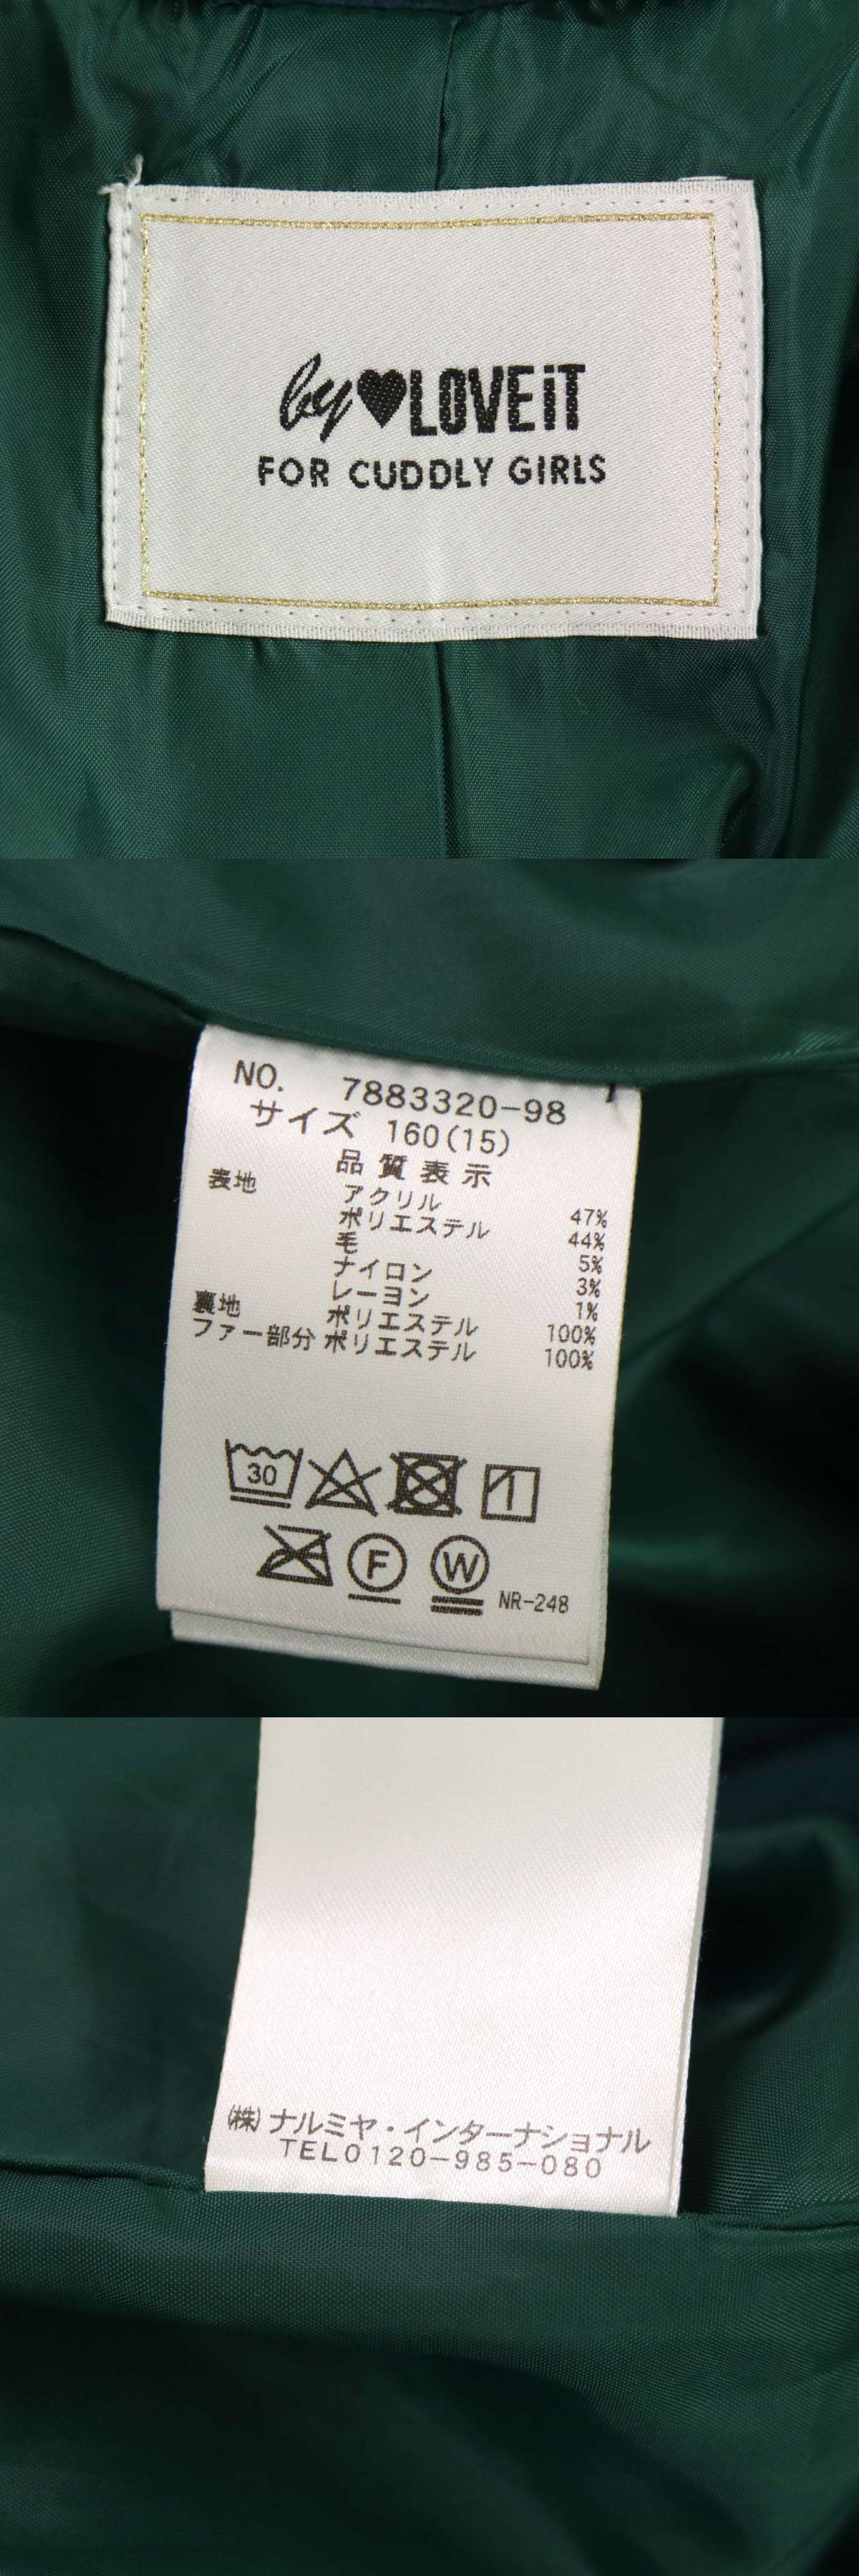 by♥LOVEiT
FOR CUDDLY GIRLS
NO. 7883320-98
サイズ 160(15)
品質表示
表地 アクリル 47%
ポリエステル 44%
毛 5%
ナイロン 3%
レーヨン 1%
裏地 ポリエステル 100%
ファー部分 ポリエステル 100%
30
F W NR-248
(株)ナルミヤ・インターナショナル
TEL0120-985-080